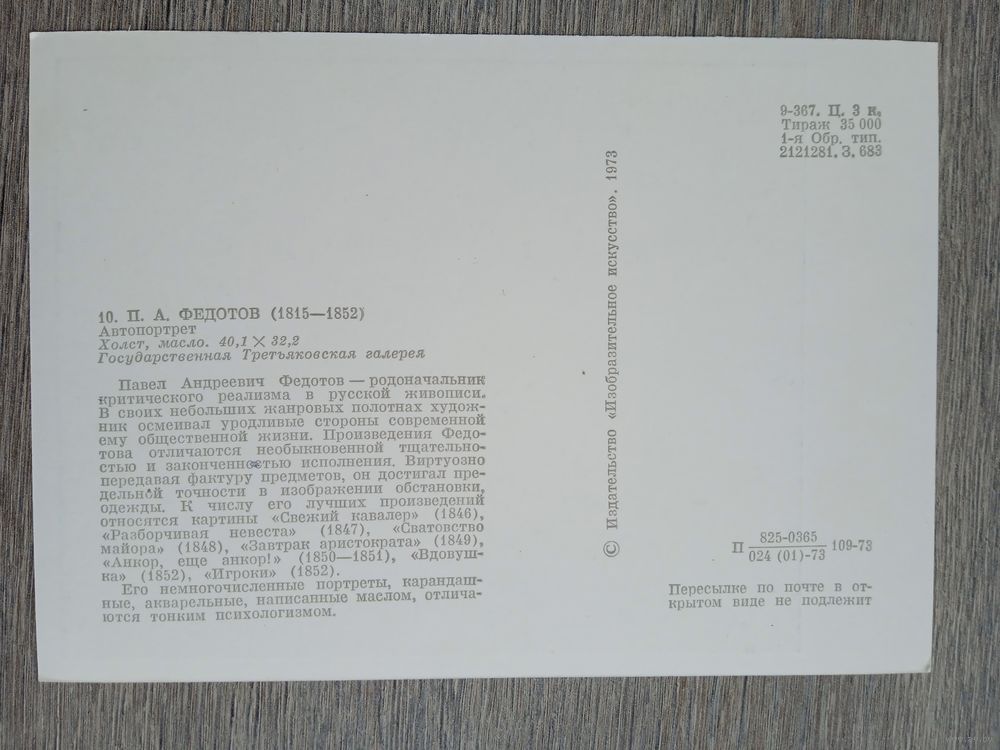 9-367. Ц. 3 к.
Тираж 35 000
1-я Обр. тип.
2121281. З. 683
10. П. А. ФЕДОТОВ (1815—1852)
Автопортрет
Холст, масло. 40,1 × 32,2
Государственная Третьяковская галерея
Павел Андреевич Федотов — родоначальник
критического реализма в русской живописи.
В своих небольших жанровых полотнах худож-
ник осмеивал уродливые стороны современной
ему общественной жизни. Произведения Федо-
това отличаются необыкновенной тщательно-
стью и законченностью исполнения. Виртуозно
передавая фактуру предметов, он достигал пре-
дельной точности в изображении обстановки,
одежды. К числу его лучших произведений
относятся картины «Свежий кавалер» (1846),
«Разборчивая невеста» (1847), «Сватовство
майора» (1848), «Завтрак аристократа» (1849),
«Анкор, еще анкор!» (1850—1851), «Вдовуш-
ка» (1852), «Игроки» (1852).
Его немногочисленные портреты, карандаш-
ные, акварельные, написанные маслом, отлича-
ются тонким психологизмом.
© Издательство «Изобразительное искусство». 1973
П 825-0365
024 (01)-73 109-73
Пересылке по почте в от-
крытом виде не подлежит